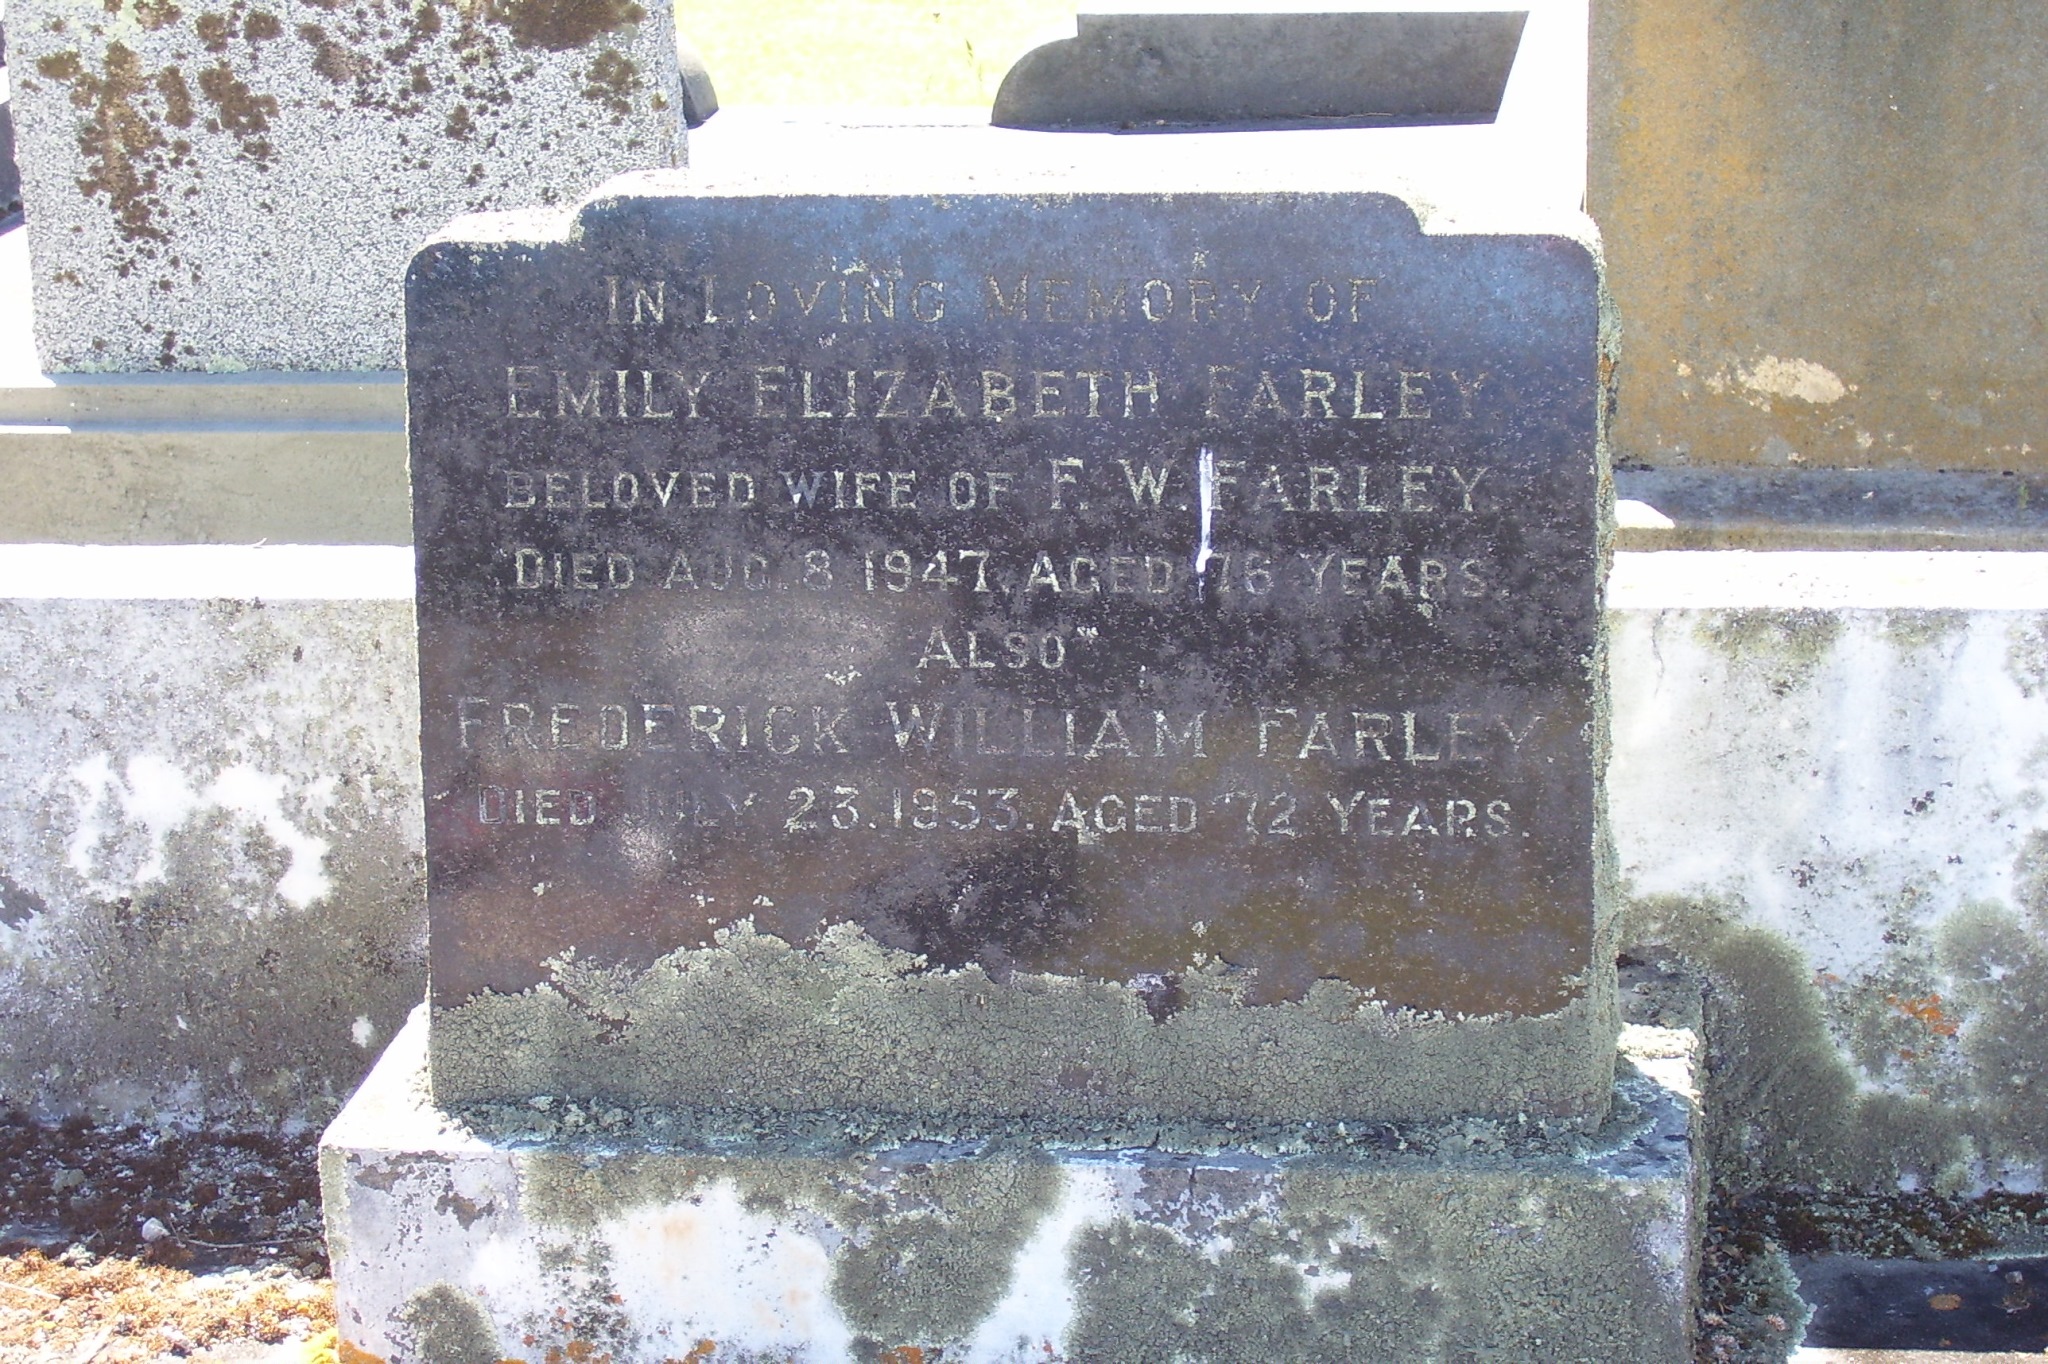 In Loving Memory of
Emily Elizabeth Farley
beloved wife of F. W. Farley
Died Aug. 8 1947, Aged 76 Years.
Also
Frederick William Farley
Died July 23. 1953. Aged 72 Years.